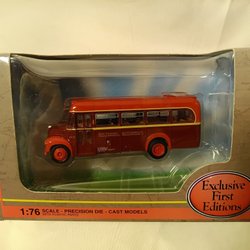 Exclusive
First
Editions
1:76 SCALE - PRECISION DIE - CAST MODELS